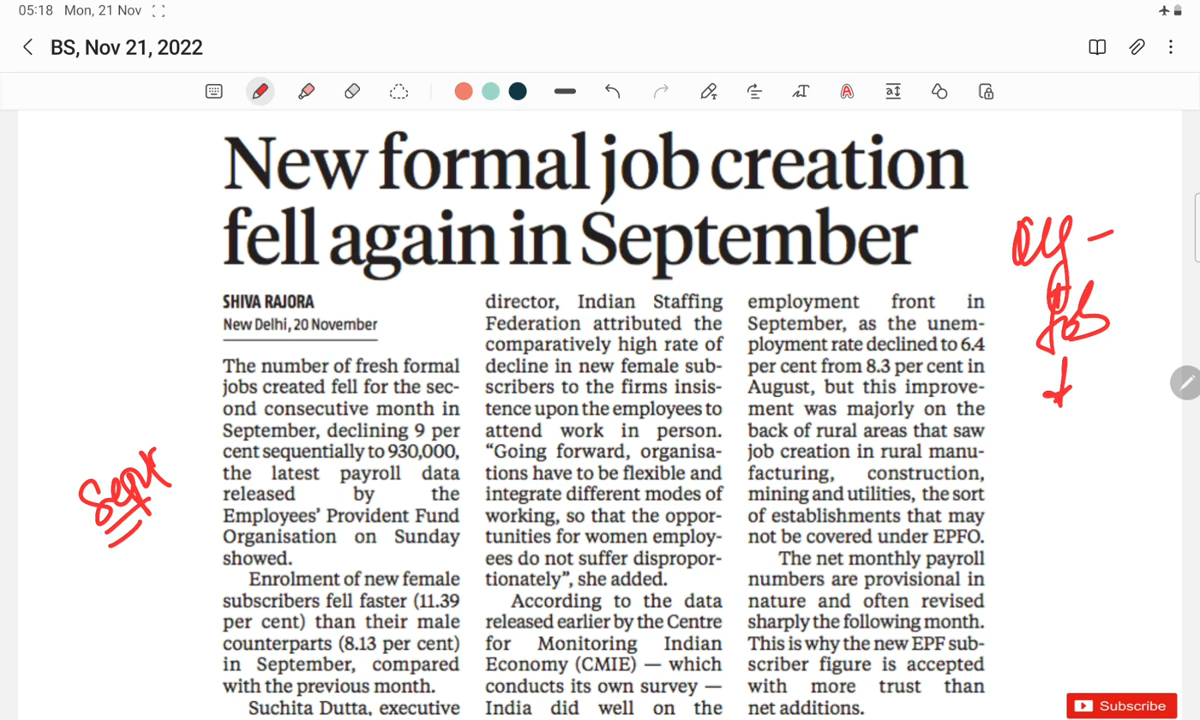 05:18 Mon, 21 Nov
BS, Nov 21, 2022
New formal job creation
fell again in September
SHIVA RAJORA
New Delhi, 20 November
The number of fresh formal
jobs created fell for the sec-
ond consecutive month in
September, declining 9 per
cent sequentially to 930,000,
the latest payroll data
released by the
Employees’ Provident Fund
Organisation on Sunday
showed.
Enrolment of new female
subscribers fell faster (11.39
per cent) than their male
counterparts (8.13 per cent)
in September, compared
with the previous month.
Suchita Dutta, executive
director, Indian Staffing
Federation attributed the
comparatively high rate of
decline in new female sub-
scribers to the firms insis-
tence upon the employees to
attend work in person.
“Going forward, organisa-
tions have to be flexible and
integrate different modes of
working, so that the oppor-
tunities for women employ-
ees do not suffer dispropor-
tionately”, she added.
According to the data
released earlier by the Centre
for Monitoring Indian
Economy (CMIE) — which
conducts its own survey —
India did well on the
employment front in
September, as the unem-
ployment rate declined to 6.4
per cent from 8.3 per cent in
August, but this improve-
ment was majorly on the
back of rural areas that saw
job creation in rural manu-
facturing, construction,
mining and utilities, the sort
of establishments that may
not be covered under EPFO.
The net monthly payroll
numbers are provisional in
nature and often revised
sharply the following month.
This is why the new EPF sub-
scriber figure is accepted
with more trust than
net additions.
Sept
Job
Subscribe